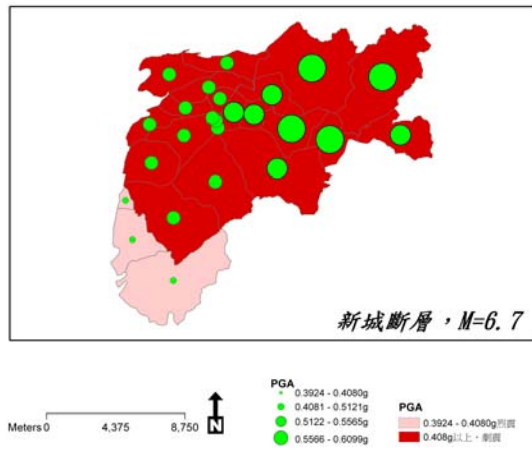 新城斷層，M=6.7
PGA
0.3924 - 0.4080g
0.4081 - 0.5121g
0.5122 - 0.5565g
0.5566 - 0.6099g
PGA
0.3924 - 0.4080g烈震
0.408g以上，劇震
Meters 0 4,375 8,750
N